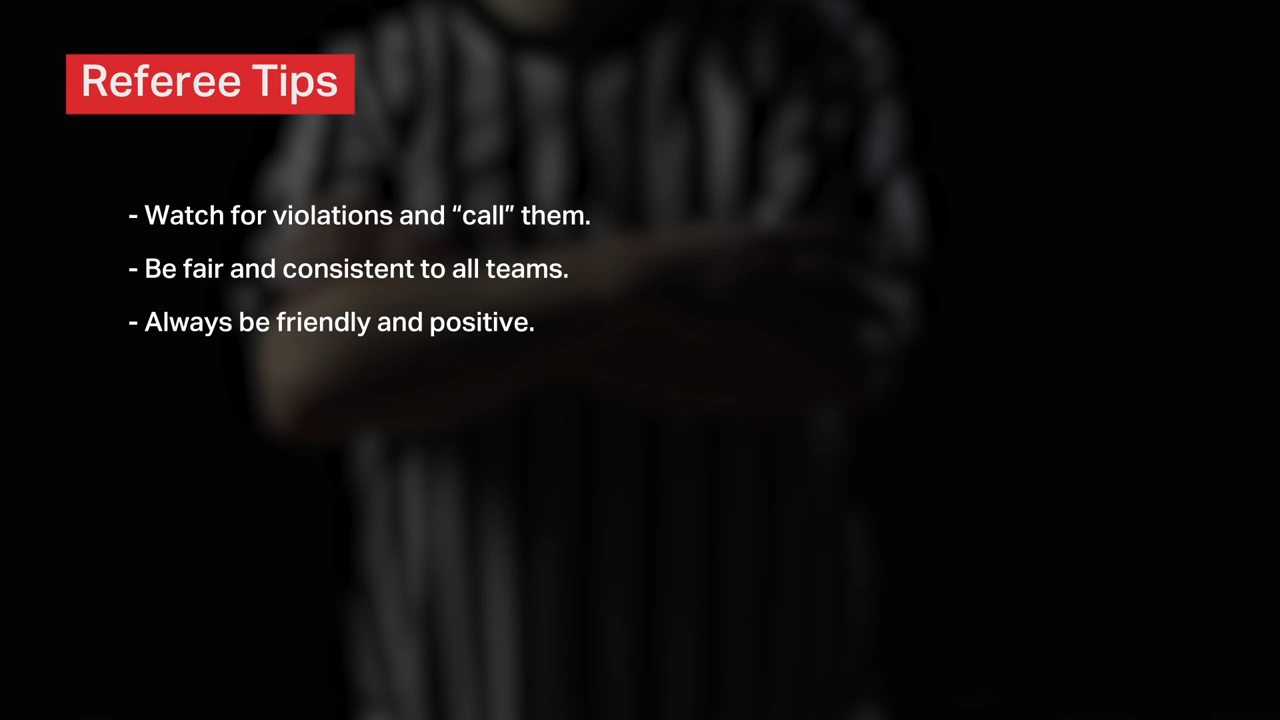 Referee Tips
- Watch for violations and “call” them.
- Be fair and consistent to all teams.
- Always be friendly and positive.